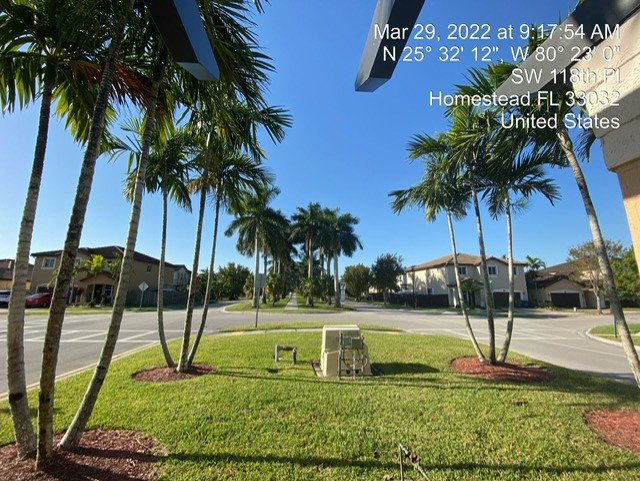 Mar 29, 2022 at 9:17:54 AM
N 25° 32' 12", W 80° 23' 0"
SW 118th Pl
Homestead FL 33032
United States